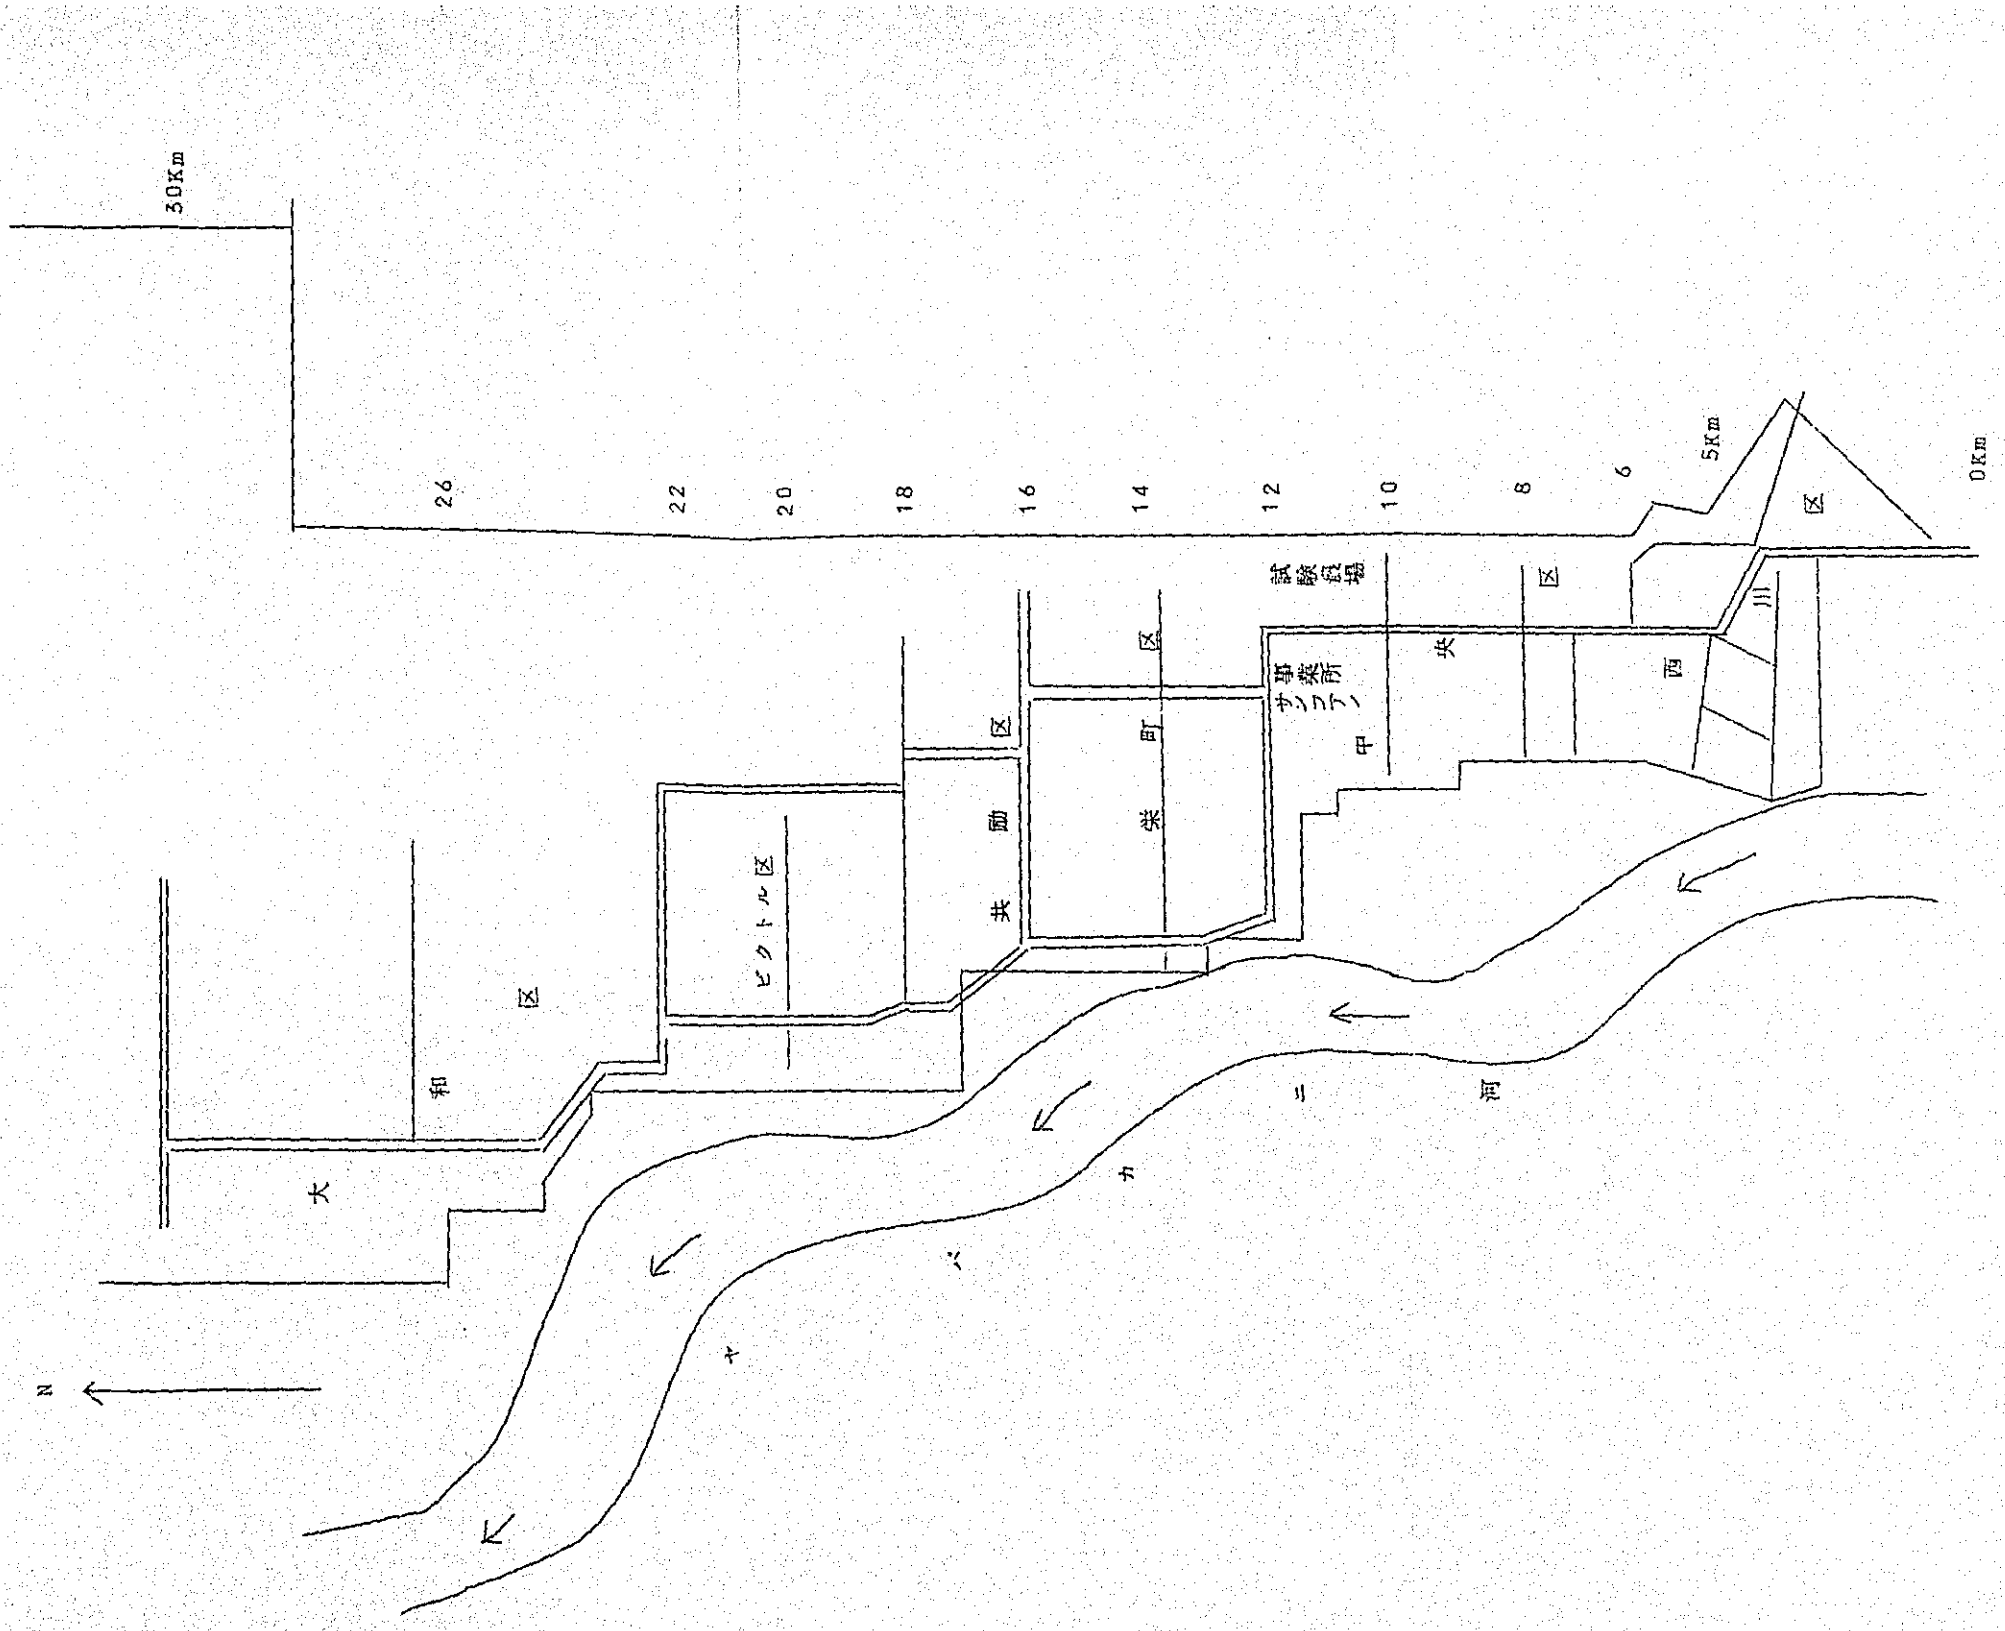 N
30Km
26
22
20
18
16
14
12
10
8
6
5Km
0Km
大和区
ビクトル区
共励区
栄町区
試験農場
事業所
サンフアン
中央区
西川区
ヤパカニ河